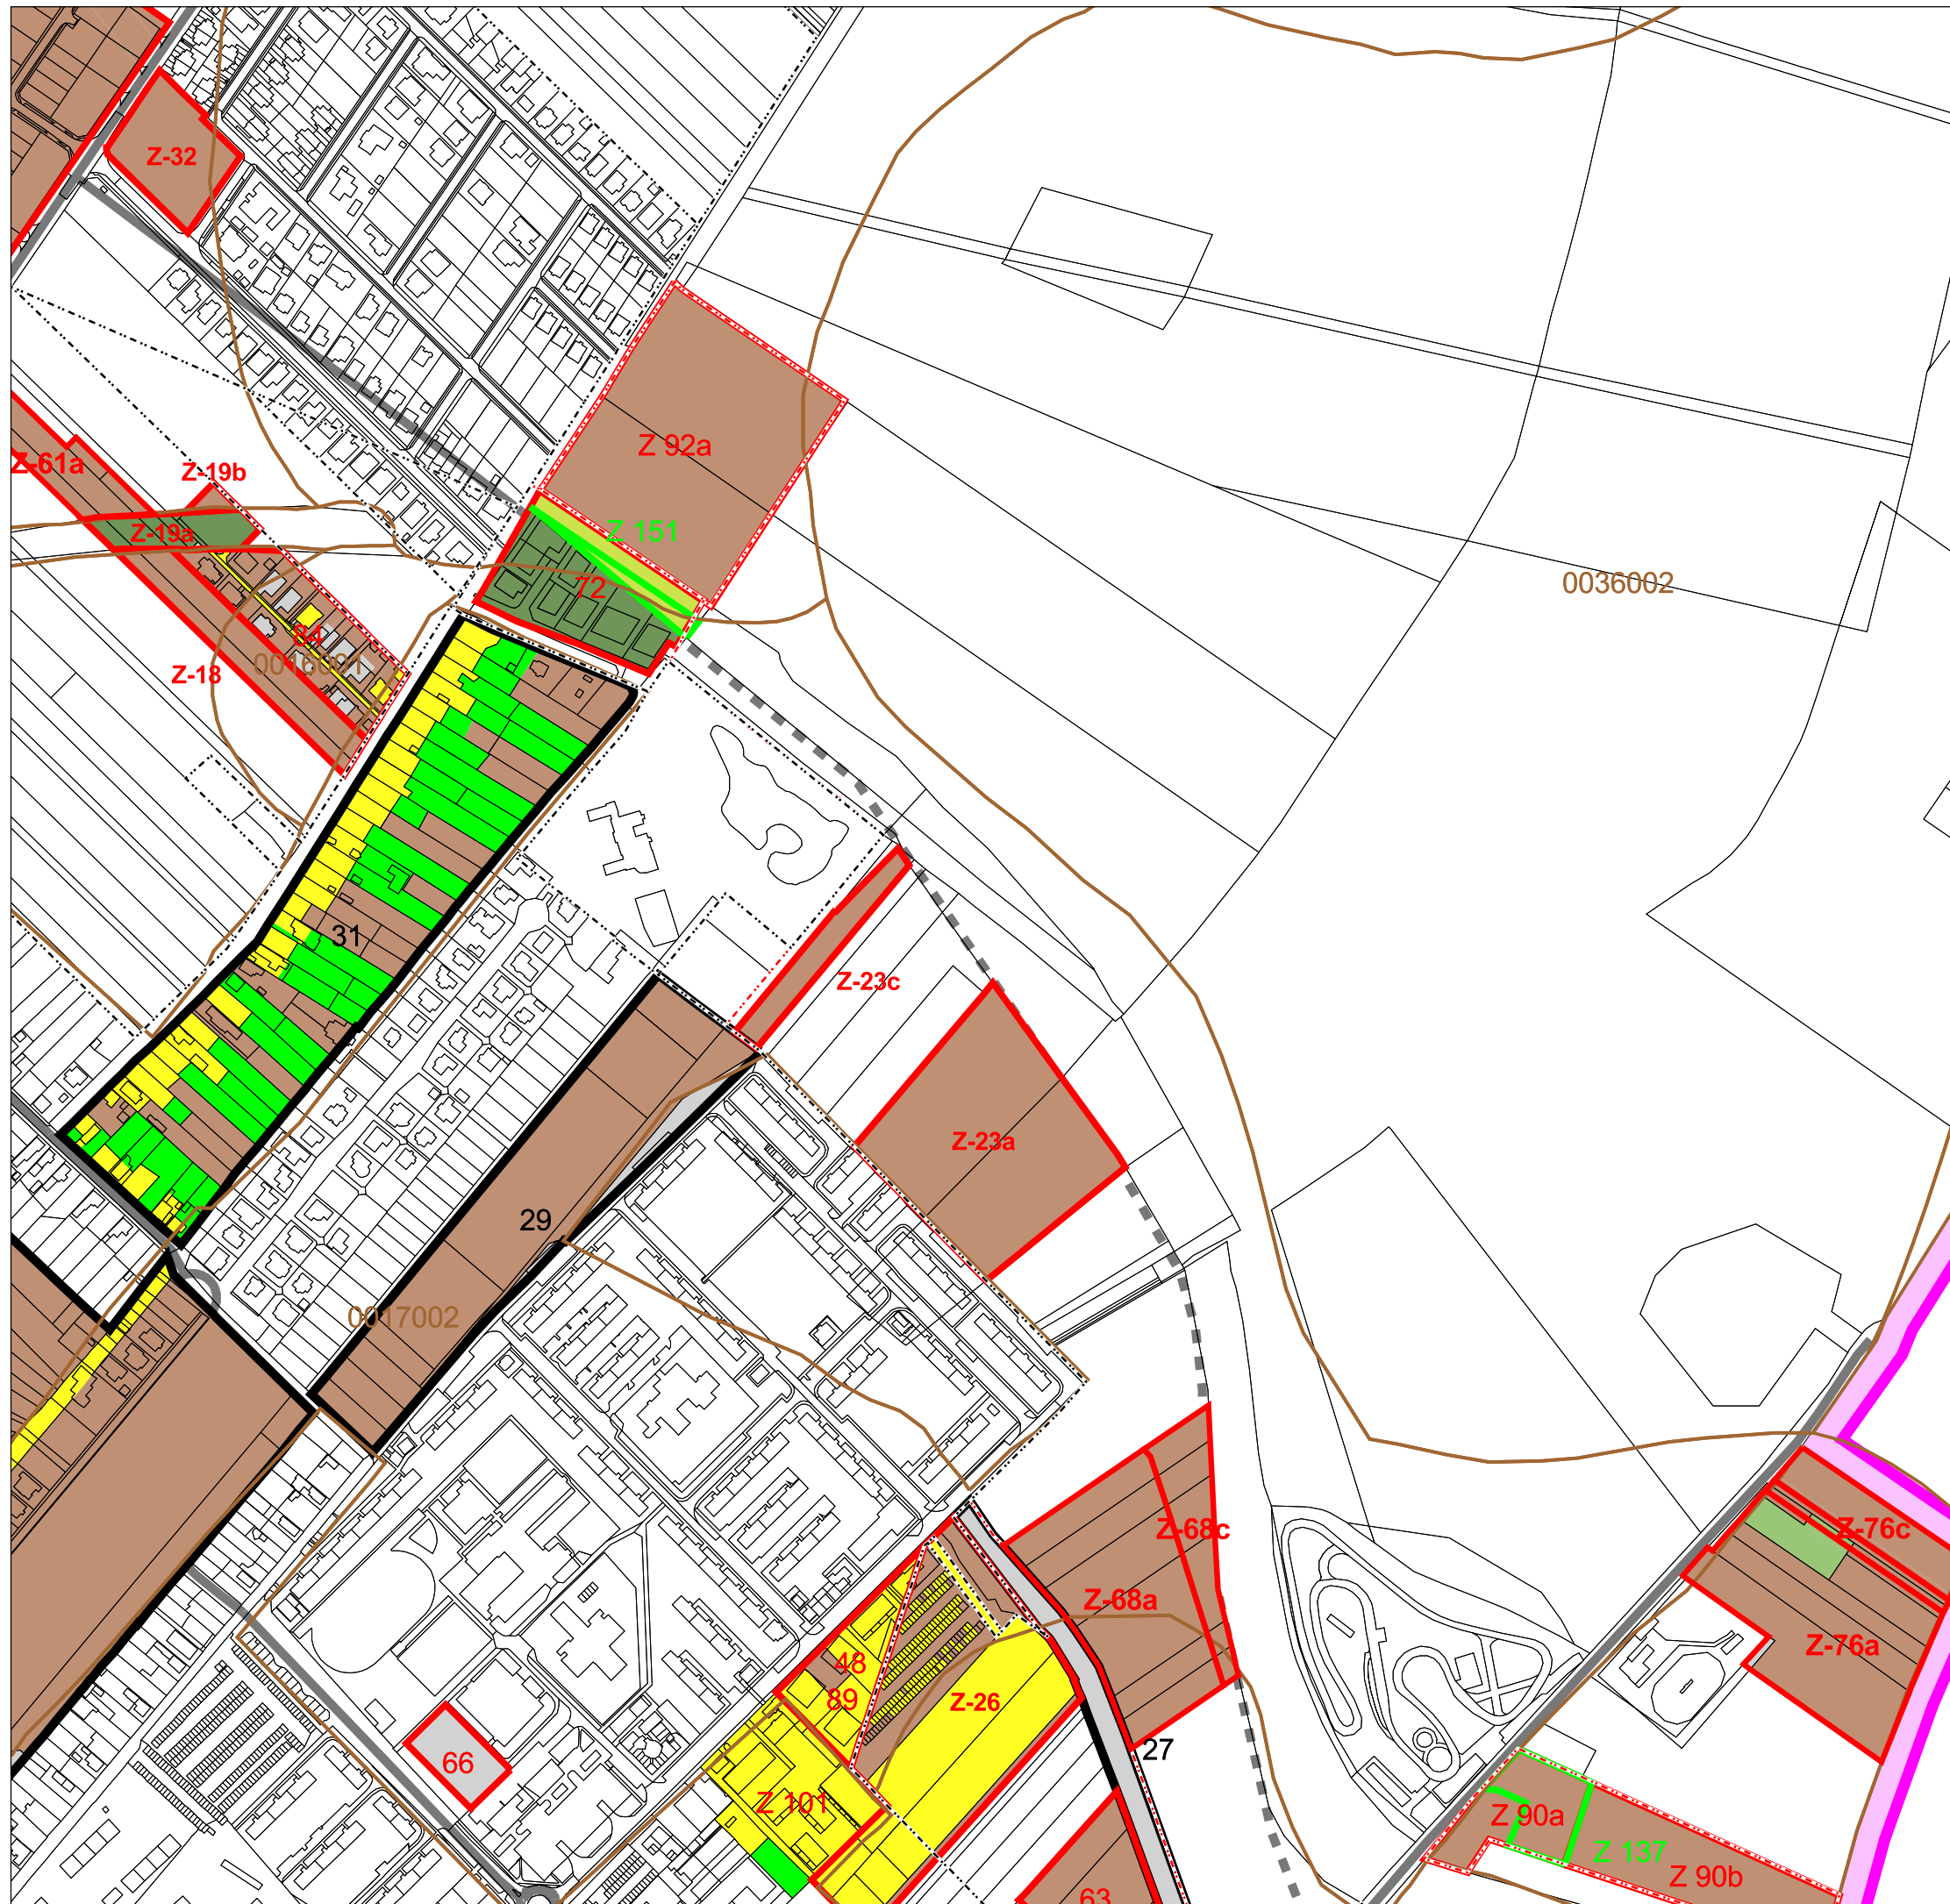 Z-32
Z 92a
Z-61a
Z-19b
Z-19a
Z 151
72
0036002
84
0016001
Z-18
31
Z-23c
Z-23a
29
0017002
Z-68c
Z-76c
Z-68a
Z-76a
48
89
Z-26
27
66
Z 101
Z 90a
Z 137
Z 90b
63